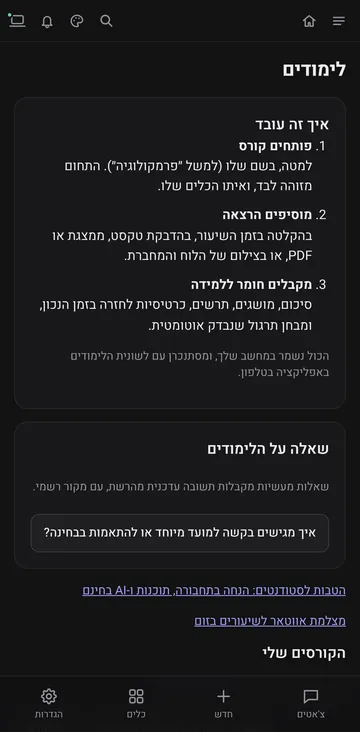 לימודים
איך זה עובד
1. פותחים קורס
למטה, בשם שלו (למשל "פרמקולוגיה"). התחום
מזוהה לבד, ואיתו הכלים שלו.
2. מוסיפים הרצאה
בהקלטה בזמן השיעור, בהדבקת טקסט, ממצגת או
PDF, או בצילום של הלוח והמחברת.
3. מקבלים חומר ללמידה
סיכום, מושגים, תרשים, כרטיסיות לחזרה בזמן הנכון,
ומבחן תרגול שנבדק אוטומטית.
הכול נשמר במחשב שלך, ומסתנכרן עם לשונית הלימודים
באפליקציה בטלפון.
שאלה על הלימודים
שאלות מעשיות מקבלות תשובה עדכנית מהרשת, עם מקור רשמי.
איך מגישים בקשה למועד מיוחד או להתאמות בבחינה?
הטבות לסטודנטים: הנחה בתחבורה, תוכנות ו-AI בחינם
מצלמת אווטאר לשיעורים בזום
הקורסים שלי
צ'אטים
חדש
כלים
הגדרות